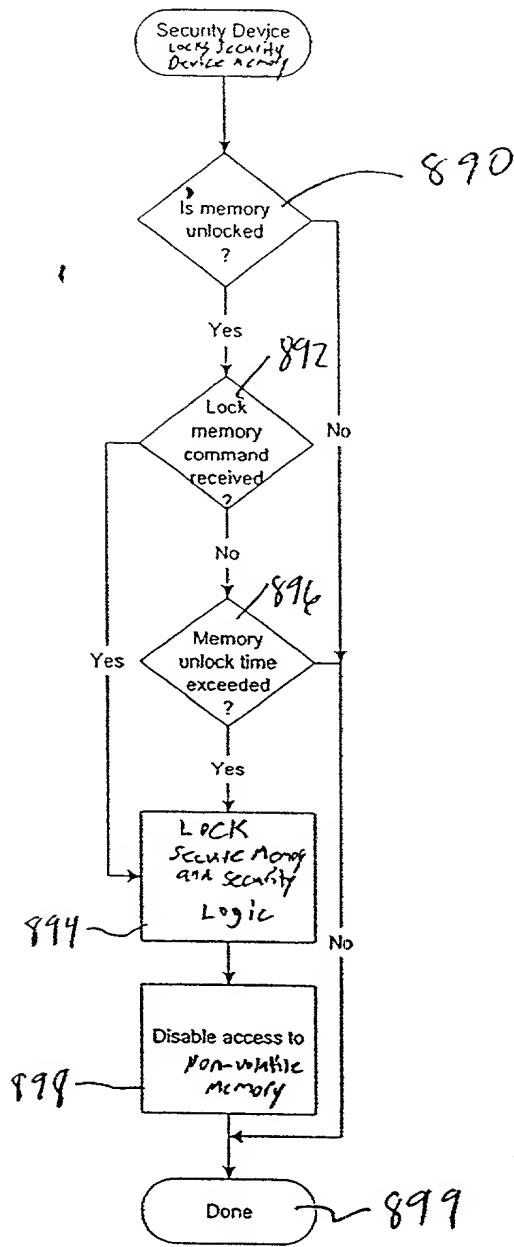 Security Device
Locks Security
Device Memory
890
Is memory
unlocked
?
Yes
892
Lock
memory
command
received
?
No
No
896
Memory
unlock time
exceeded
?
Yes
Yes
LOCK
Secure Memory
and Security
Logic
894
No
Disable access to
Non-volatile
Memory
898
Done
899